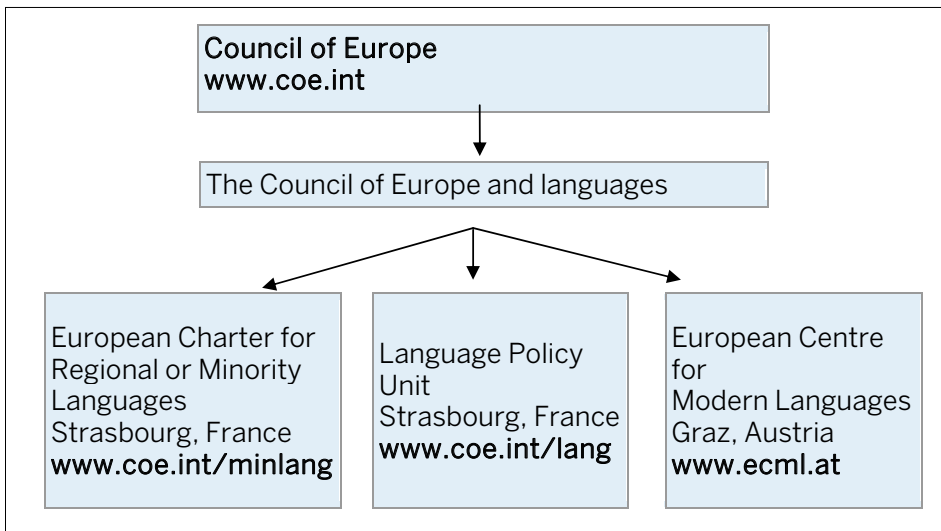 Council of Europe
www.coe.int
The Council of Europe and languages
European Charter for
Regional or Minority
Languages
Strasbourg, France
www.coe.int/minlang
Language Policy
Unit
Strasbourg, France
www.coe.int/lang
European Centre
for
Modern Languages
Graz, Austria
www.ecml.at